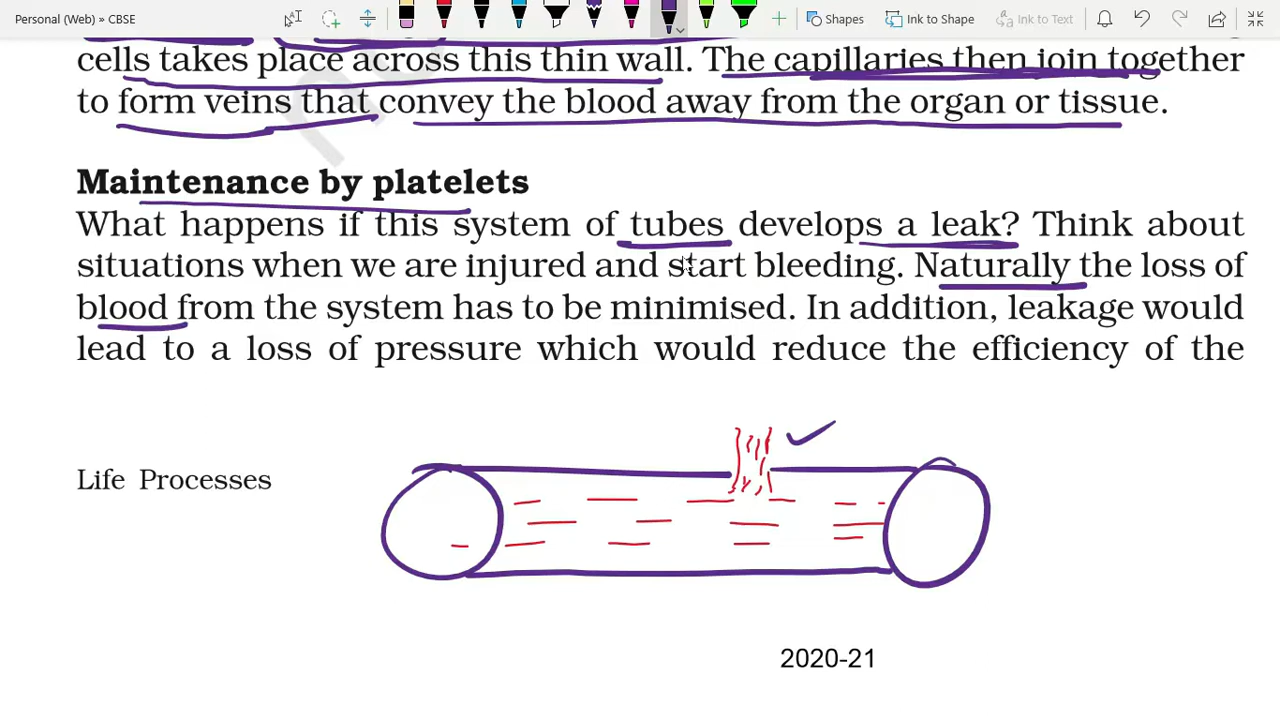 Personal (Web) » CBSE
Shapes
Ink to Shape
Ink to Text
cells takes place across this thin wall. The capillaries then join together
to form veins that convey the blood away from the organ or tissue.
Maintenance by platelets
What happens if this system of tubes develops a leak? Think about
situations when we are injured and start bleeding. Naturally the loss of
blood from the system has to be minimised. In addition, leakage would
lead to a loss of pressure which would reduce the efficiency of the
Life Processes
2020-21